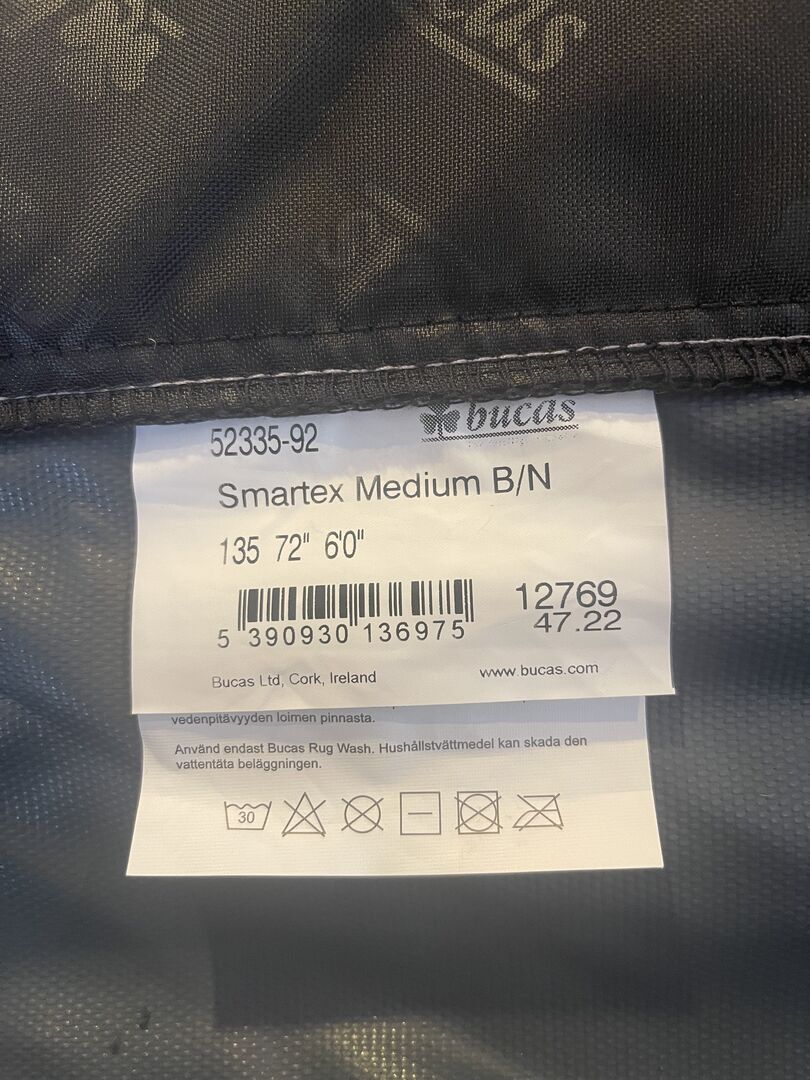 52335-92
bucas
Smartex Medium B/N
135 72" 6'0"
12769
47.22
5 390930 136975
Bucas Ltd, Cork, Ireland
www.bucas.com
vedenpitävyyden loimen pinnasta.
Använd endast Bucas Rug Wash. Hushållstvättmedel kan skada den
vattentäta beläggningen.
30